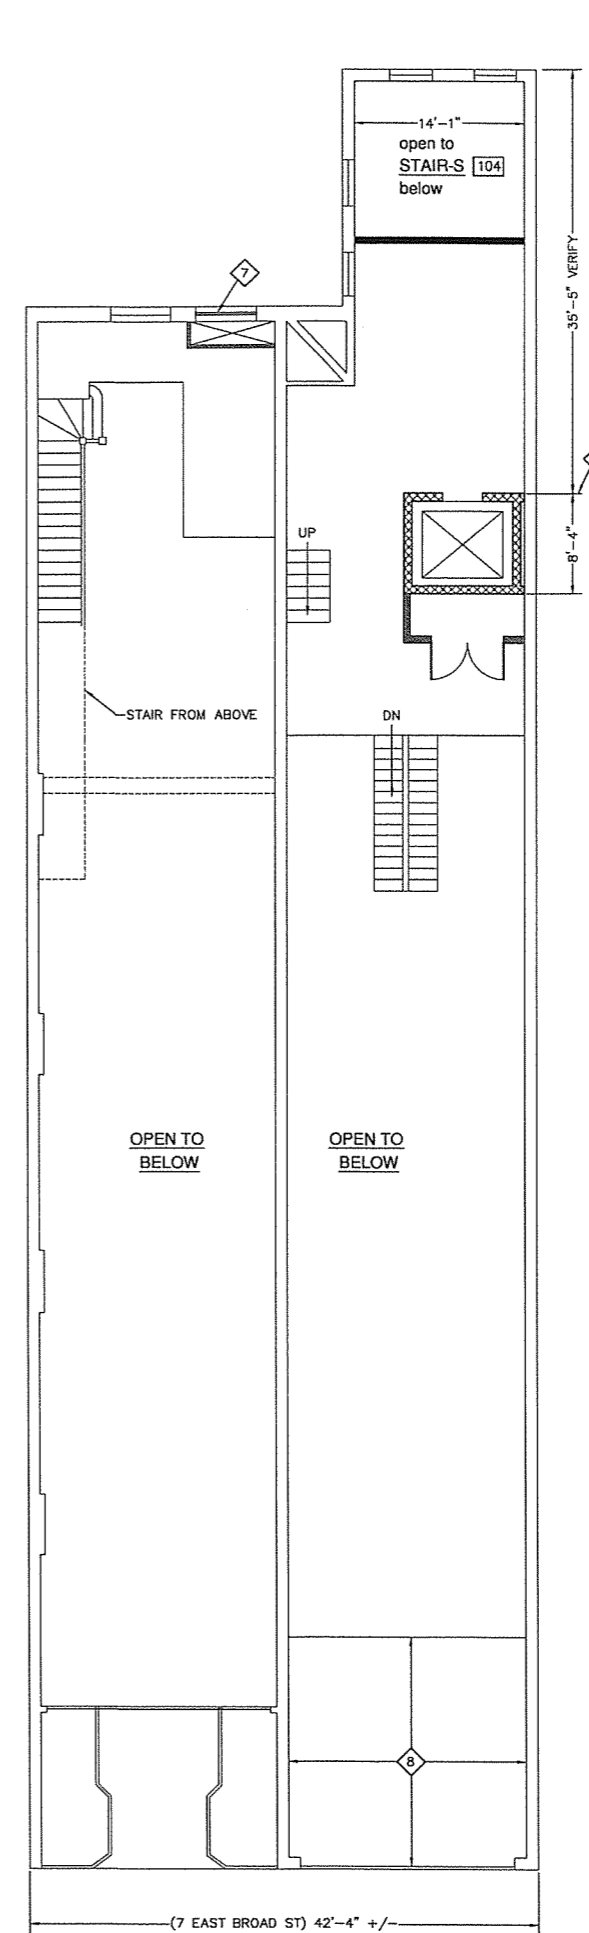 14'-1"
open to
STAIR-S 104
below
35'-5" VERIFY
7
8'-4"
UP
STAIR FROM ABOVE
DN
OPEN TO
BELOW
OPEN TO
BELOW
8
(7 EAST BROAD ST) 42'-4" +/-